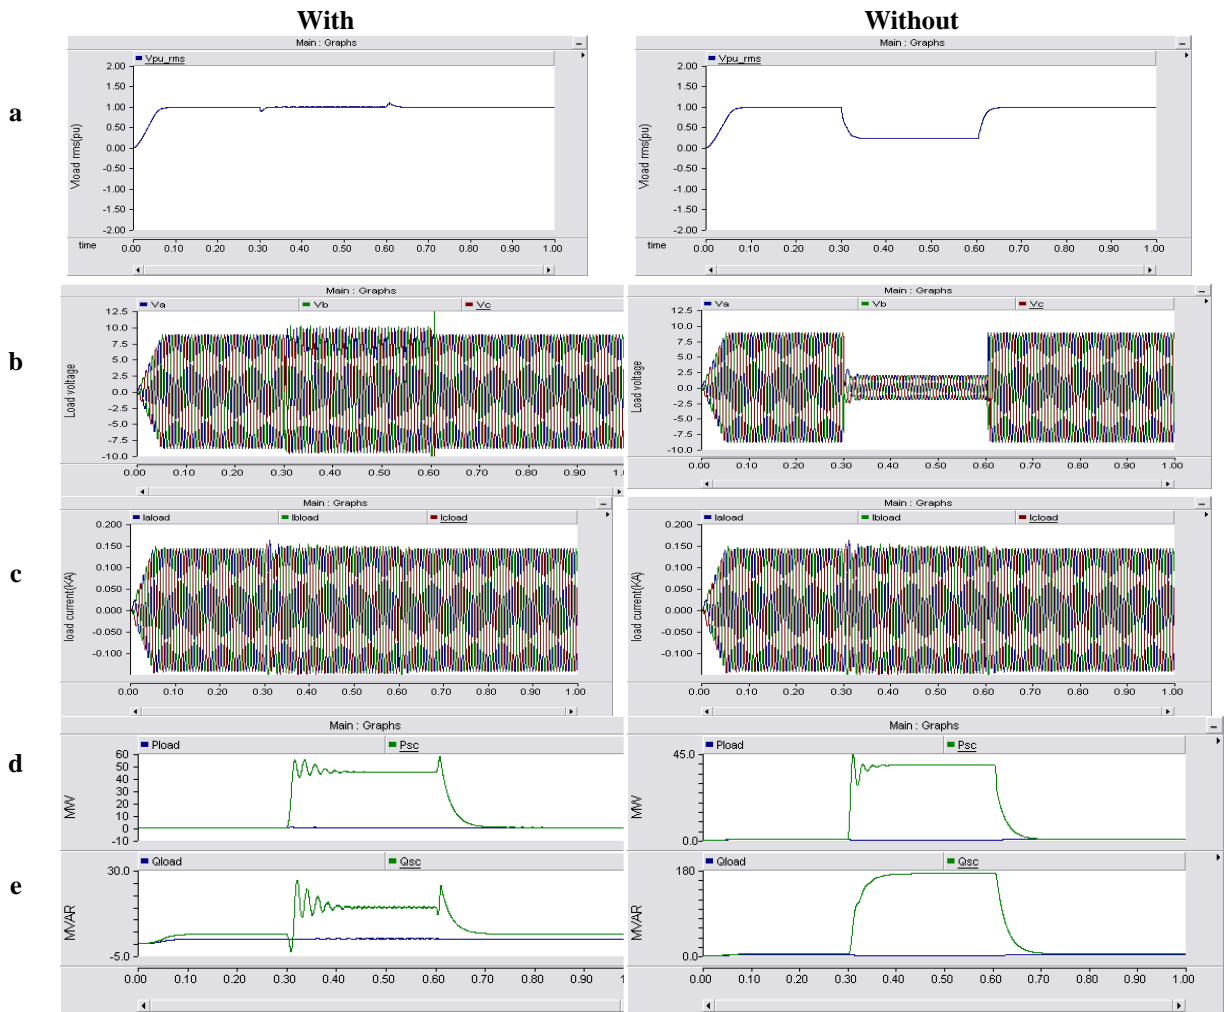 With
Without
a
Main : Graphs
Vpu_rms
2.00
1.50
1.00
0.50
0.00
-0.50
-1.00
-1.50
-2.00
Vload rms(pu)
time
0.00 0.10 0.20 0.30 0.40 0.50 0.60 0.70 0.80 0.90 1.00
Main : Graphs
Vpu_rms
2.00
1.50
1.00
0.50
0.00
-0.50
-1.00
-1.50
-2.00
Vload rms(pu)
time
0.00 0.10 0.20 0.30 0.40 0.50 0.60 0.70 0.80 0.90 1.00
b
Main : Graphs
Va Vb Vc
12.5
10.0
7.5
5.0
2.5
0.0
-2.5
-5.0
-7.5
-10.0
Load voltage
0.00 0.10 0.20 0.30 0.40 0.50 0.60 0.70 0.80 0.90 1.0
Main : Graphs
Va Vb Vc
12.5
10.0
7.5
5.0
2.5
0.0
-2.5
-5.0
-7.5
-10.0
Load voltage
0.00 0.10 0.20 0.30 0.40 0.50 0.60 0.70 0.80 0.90 1.00
c
Main : Graphs
Iaload Ibload Icload
0.200
0.150
0.100
0.050
0.000
-0.050
-0.100
load current(KA)
0.00 0.10 0.20 0.30 0.40 0.50 0.60 0.70 0.80 0.90 1.00
Main : Graphs
Iaload Ibload Icload
0.200
0.150
0.100
0.050
0.000
-0.050
-0.100
load current(KA)
0.00 0.10 0.20 0.30 0.40 0.50 0.60 0.70 0.80 0.90 1.00
d
Main : Graphs
Pload Psc
60
50
40
30
20
10
0
-10
MW
Main : Graphs
Pload Psc
45.0
0.0
MW
e
Qload Qsc
30.0
-5.0
MVAR
0.00 0.10 0.20 0.30 0.40 0.50 0.60 0.70 0.80 0.90 1.0
Qload Qsc
180
0.0
MVAR
0.00 0.10 0.20 0.30 0.40 0.50 0.60 0.70 0.80 0.90 1.00